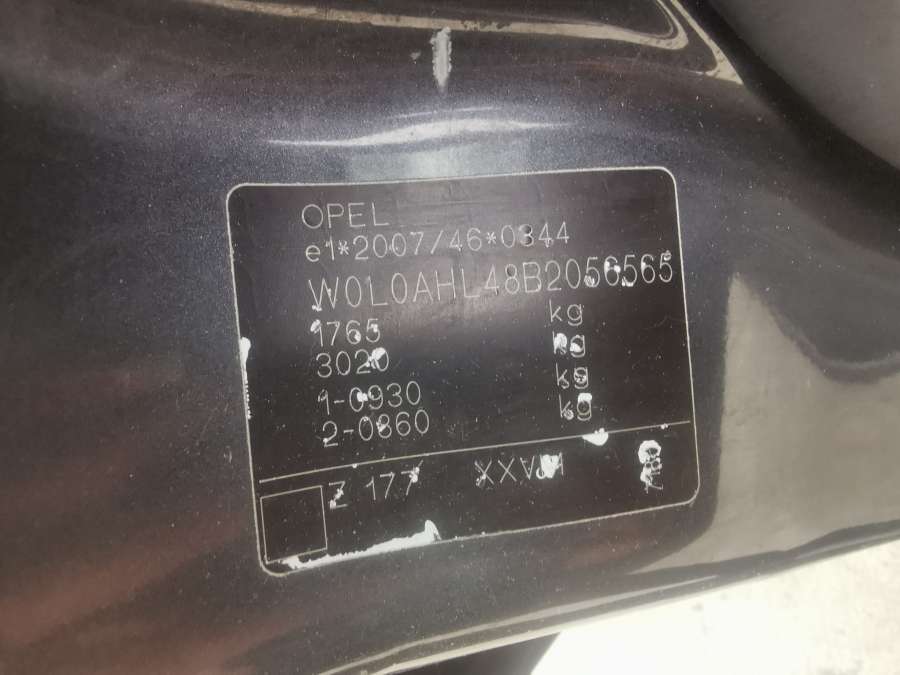 OPEL
e1*2007/46*0344
W0L0AHL48B2056565
1765 kg
3020 kg
1-0930 kg
2-0860 kg
Z 177